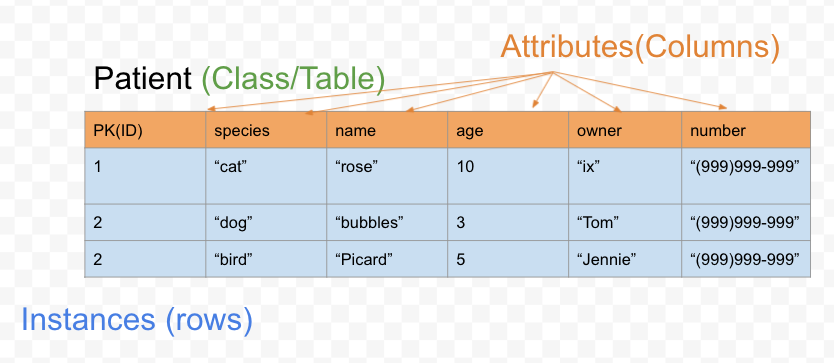 Attributes(Columns)
Patient (Class/Table)
PK(ID) species name age owner number
1 “cat” “rose” 10 “ix” “(999)999-999”
2 “dog” “bubbles” 3 “Tom” “(999)999-999”
2 “bird” “Picard” 5 “Jennie” “(999)999-999”
Instances (rows)